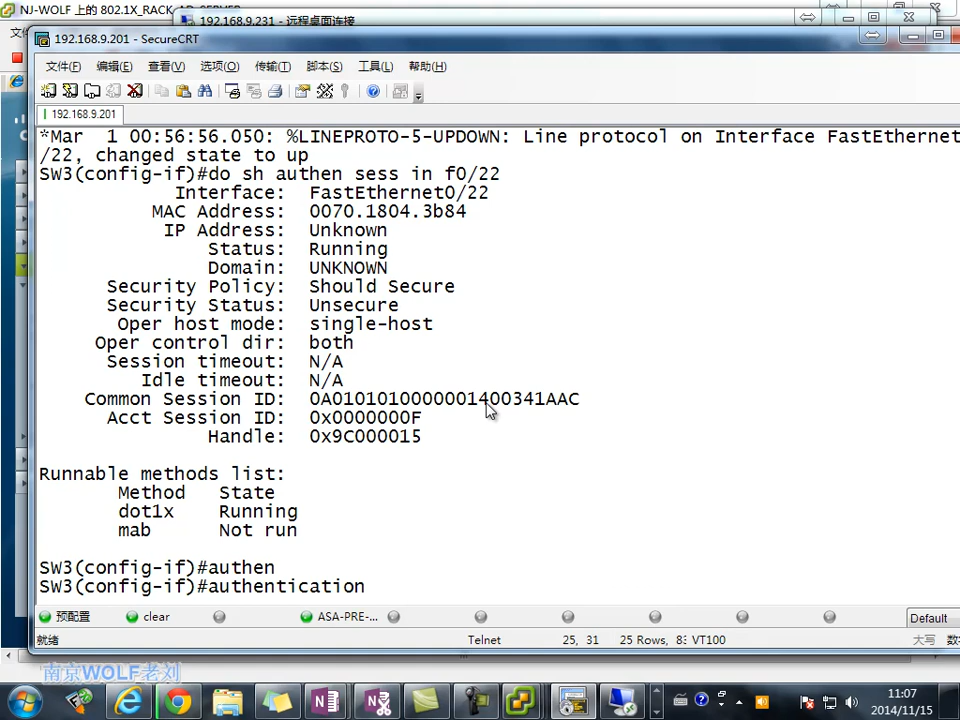 NJ-WOLF 上的 802.1X_RACK_AD_SERVER
192.168.9.231 - 远程桌面连接
192.168.9.201 - SecureCRT
文件(F) 编辑(E) 查看(V) 选项(O) 传输(T) 脚本(S) 工具(L) 帮助(H)
192.168.9.201
*Mar  1 00:56:56.050: %LINEPROTO-5-UPDOWN: Line protocol on Interface FastEthernet
/22, changed state to up
SW3(config-if)#do sh authen sess in f0/22
Interface: FastEthernet0/22
MAC Address: 0070.1804.3b84
IP Address: Unknown
Status: Running
Domain: UNKNOWN
Security Policy: Should Secure
Security Status: Unsecure
Oper host mode: single-host
Oper control dir: both
Session timeout: N/A
Idle timeout: N/A
Common Session ID: 0A0101010000001400341AAC
Acct Session ID: 0x0000000F
Handle: 0x9C000015
Runnable methods list:
Method State
dot1x Running
mab Not run
SW3(config-if)#authen
SW3(config-if)#authentication
预配置 clear ASA-PRE-... Default
就绪 Telnet 25, 31 25 Rows, 8 VT100 大写 数
南京WOLF老刘
11:07
2014/11/15